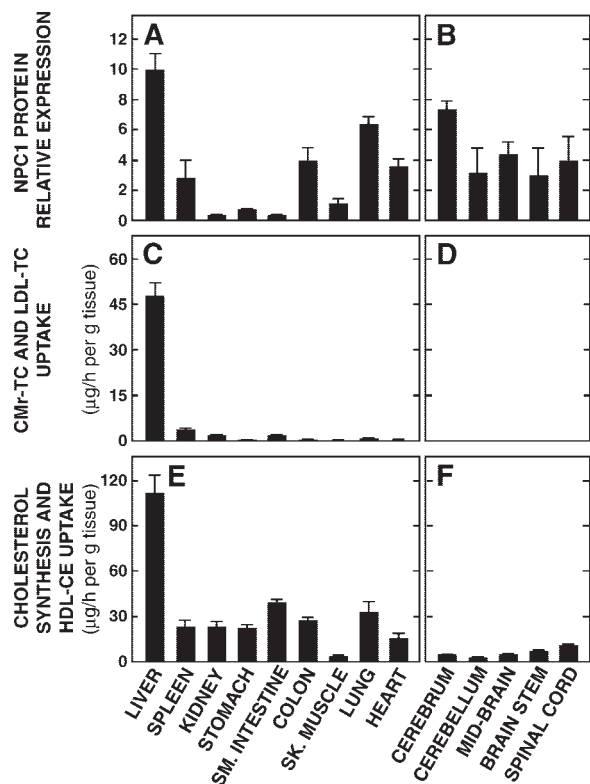 NPC1 PROTEIN
RELATIVE EXPRESSION
A
12
10
8
6
4
2
0
B
CMr-TC AND LDL-TC
UPTAKE
(µg/h per g tissue)
C
60
45
30
15
0
D
CHOLESTEROL
SYNTHESIS AND
HDL-CE UPTAKE
(µg/h per g tissue)
E
120
90
60
30
0
F
LIVER
SPLEEN
KIDNEY
STOMACH
SM. INTESTINE
COLON
SK. MUSCLE
LUNG
HEART
CEREBRUM
CEREBELLUM
MID-BRAIN
BRAIN STEM
SPINAL CORD